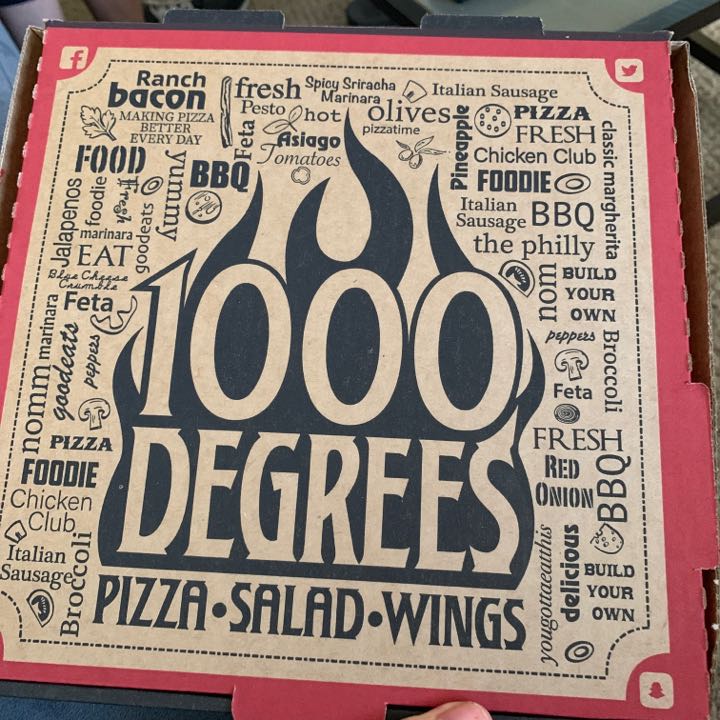 Ranch
bacon
MAKING PIZZA
BETTER
EVERY DAY
fresh
Pesto
Feta
Spicy Sriracha
Marinara
hot
olives
pizzatime
Asiago
Tomatoes
Italian Sausage
Pineapple
PIZZA
FRESH
Chicken Club
FOODIE
Italian
Sausage
BBQ
the philly
classic margherita
FOOD
yummy
BBQ
Jalapenos
foodie
Fresh
marinara
EAT
goodeats
Blue Cheese
Crumble
Feta
marinara
goodeats
peppers
nomm
PIZZA
FOODIE
Chicken
Club
Italian
Sausage
Broccoli
nom
BUILD
YOUR
OWN
peppers
Broccoli
Feta
FRESH
RED
ONION
BBQ
yougottaeatthis
delicious
BUILD
YOUR
OWN
1000
DEGREES
PIZZA•SALAD•WINGS